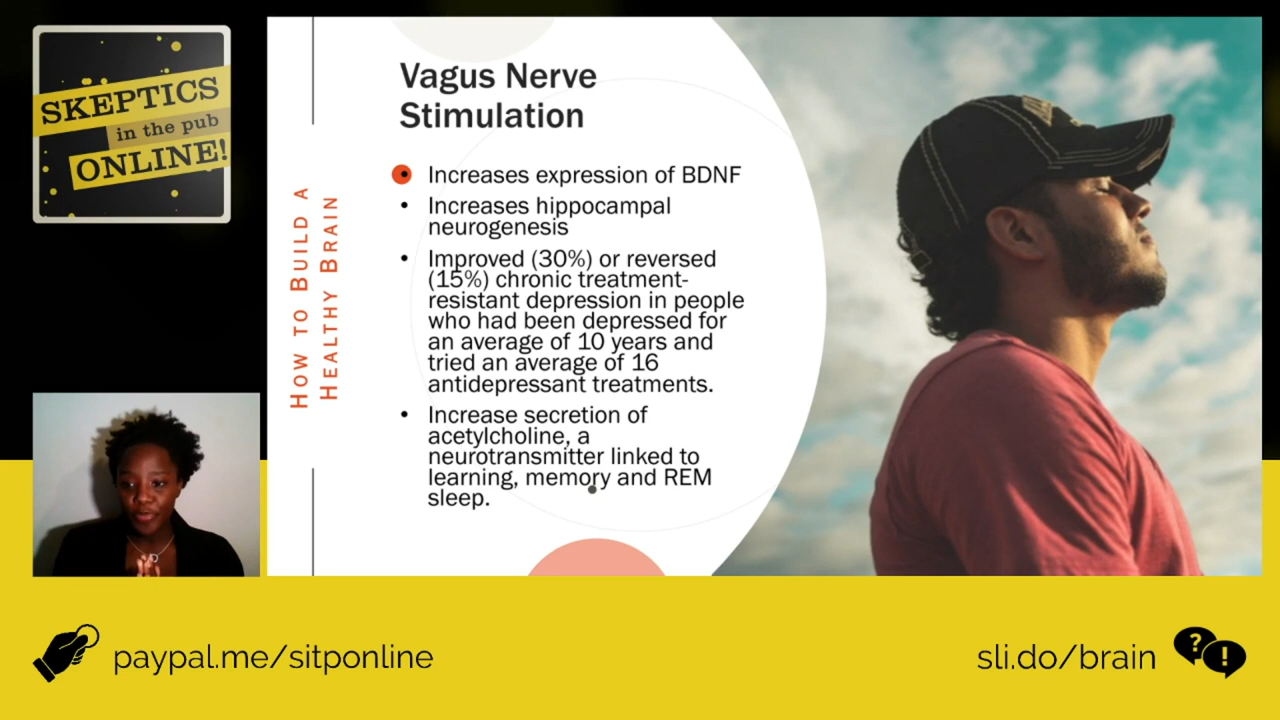 SKEPTICS
in the pub
ONLINE!
HOW TO BUILD A
HEALTHY BRAIN
Vagus Nerve
Stimulation
• Increases expression of BDNF
• Increases hippocampal
neurogenesis
• Improved (30%) or reversed
(15%) chronic treatment-
resistant depression in people
who had been depressed for
an average of 10 years and
tried an average of 16
antidepressant treatments.
• Increase secretion of
acetylcholine, a
neurotransmitter linked to
learning, memory and REM
sleep.
paypal.me/sitponline
sli.do/brain
? !